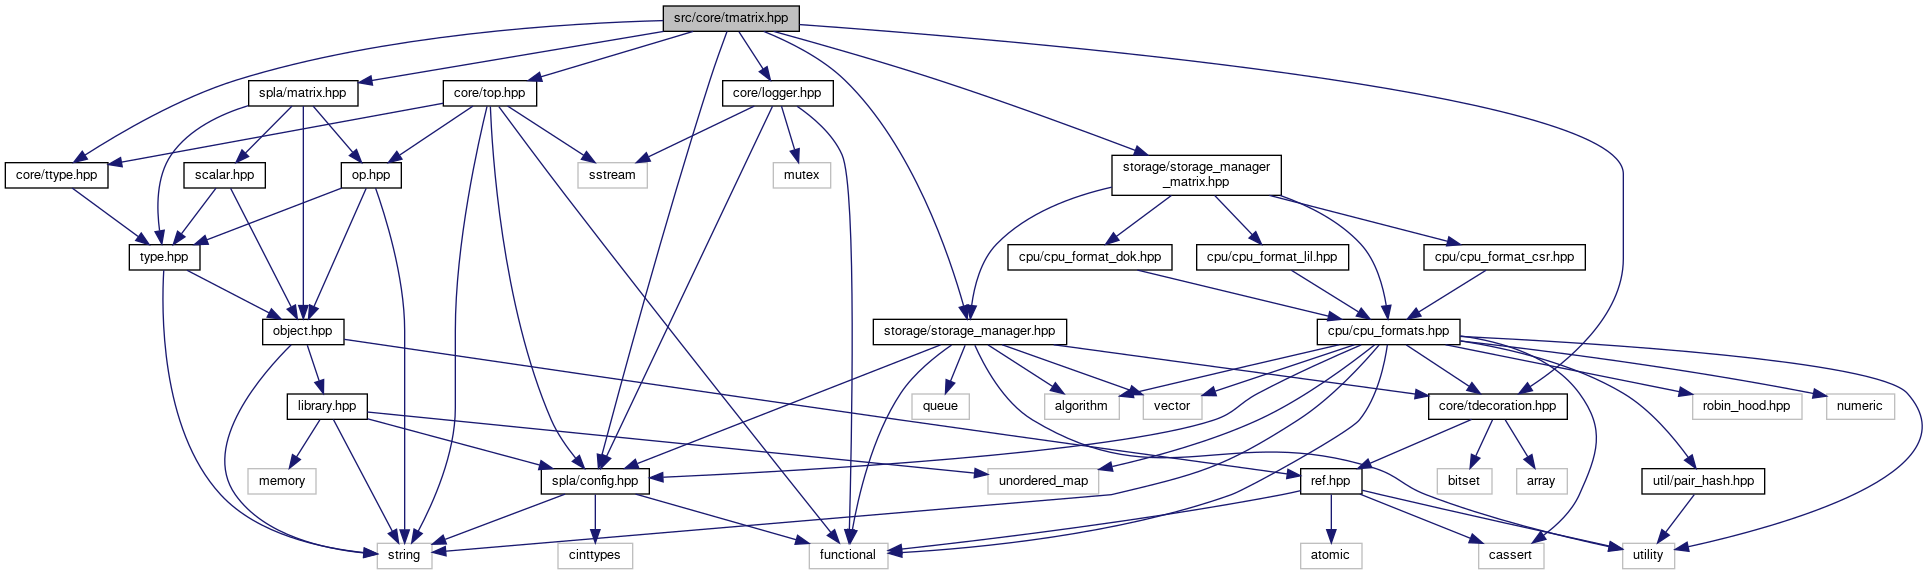 src/core/tmatrix.hpp
spla/matrix.hpp
core/top.hpp
core/logger.hpp
core/ttype.hpp
scalar.hpp
op.hpp
sstream
mutex
storage/storage_manager
_matrix.hpp
type.hpp
cpu/cpu_format_dok.hpp
cpu/cpu_format_lil.hpp
cpu/cpu_format_csr.hpp
object.hpp
storage/storage_manager.hpp
cpu/cpu_formats.hpp
library.hpp
queue
algorithm
vector
core/tdecoration.hpp
robin_hood.hpp
numeric
memory
spla/config.hpp
unordered_map
ref.hpp
bitset
array
util/pair_hash.hpp
string
cinttypes
functional
atomic
cassert
utility